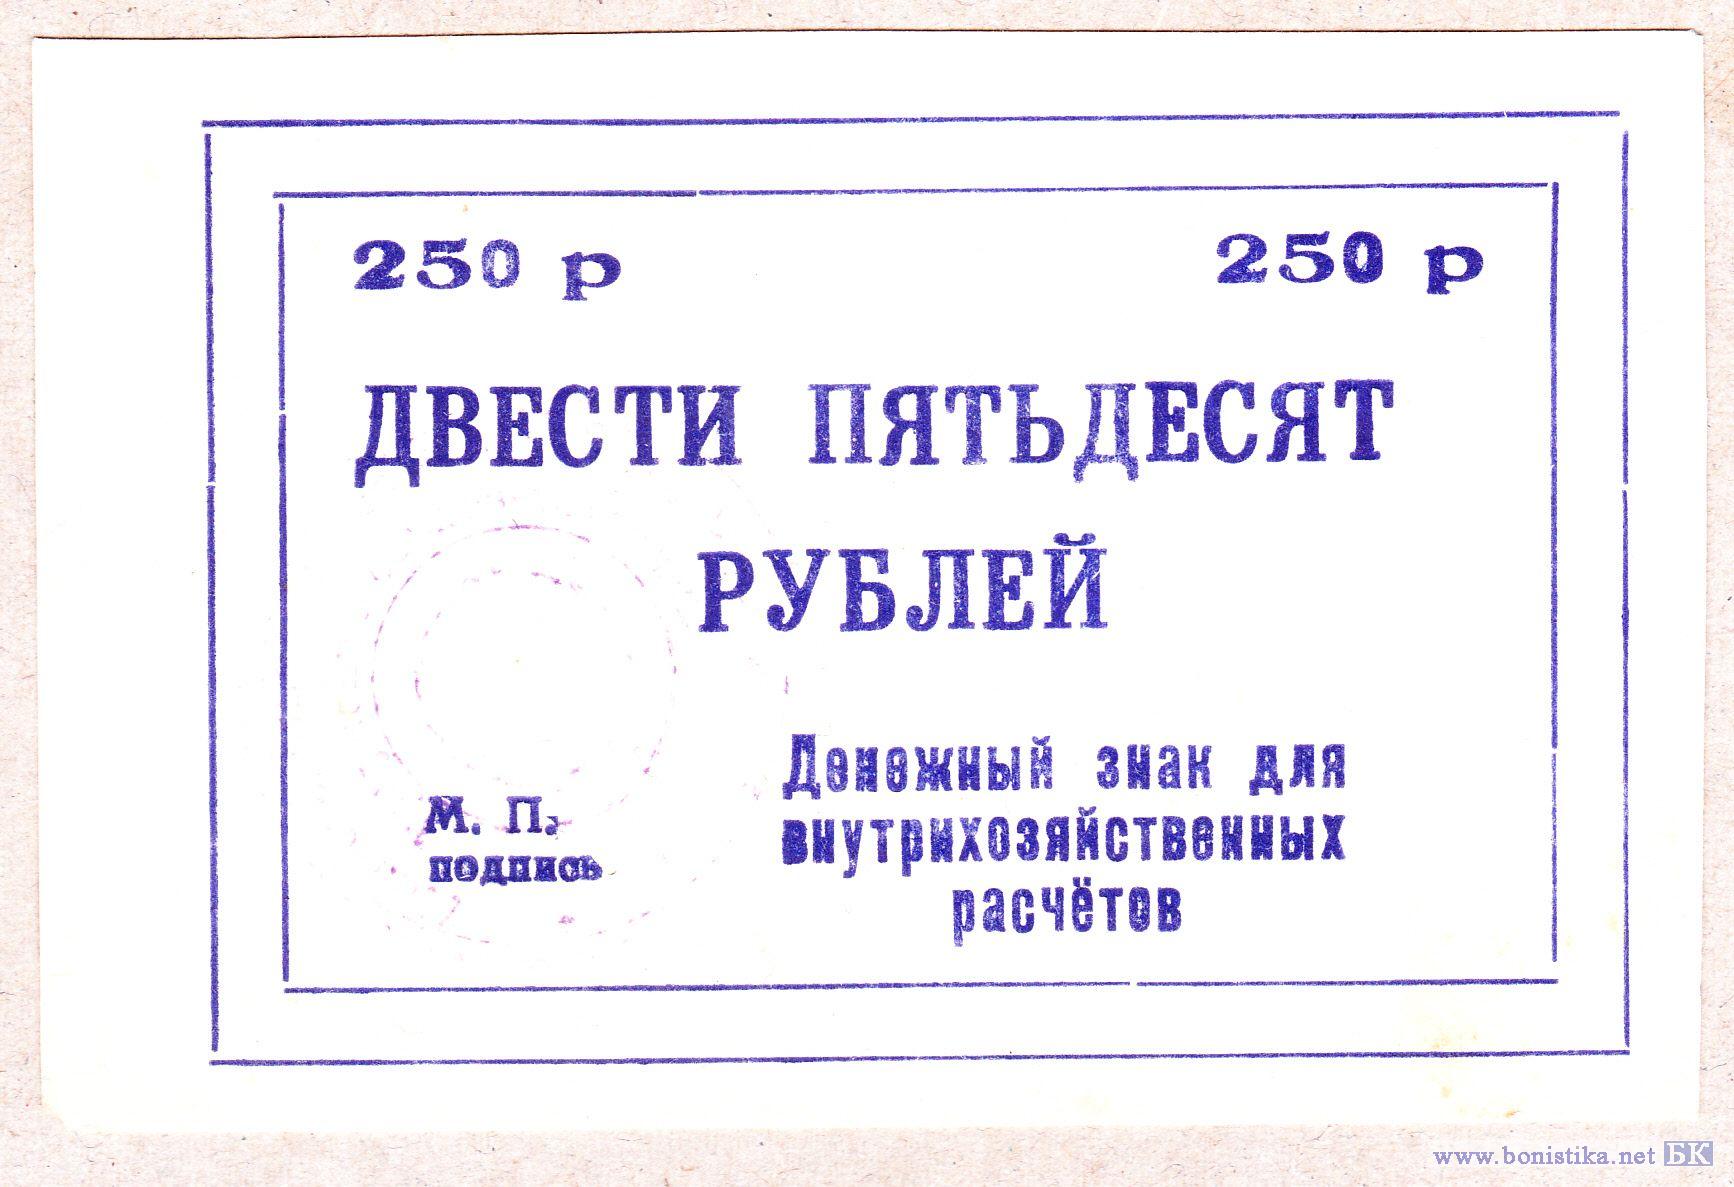 250 р 250 р
ДВЕСТИ ПЯТЬДЕСЯТ
РУБЛЕЙ
Денежный знак для
внутрихозяйственных
расчётов
М. П.
подпись
www.bonistika.net БК